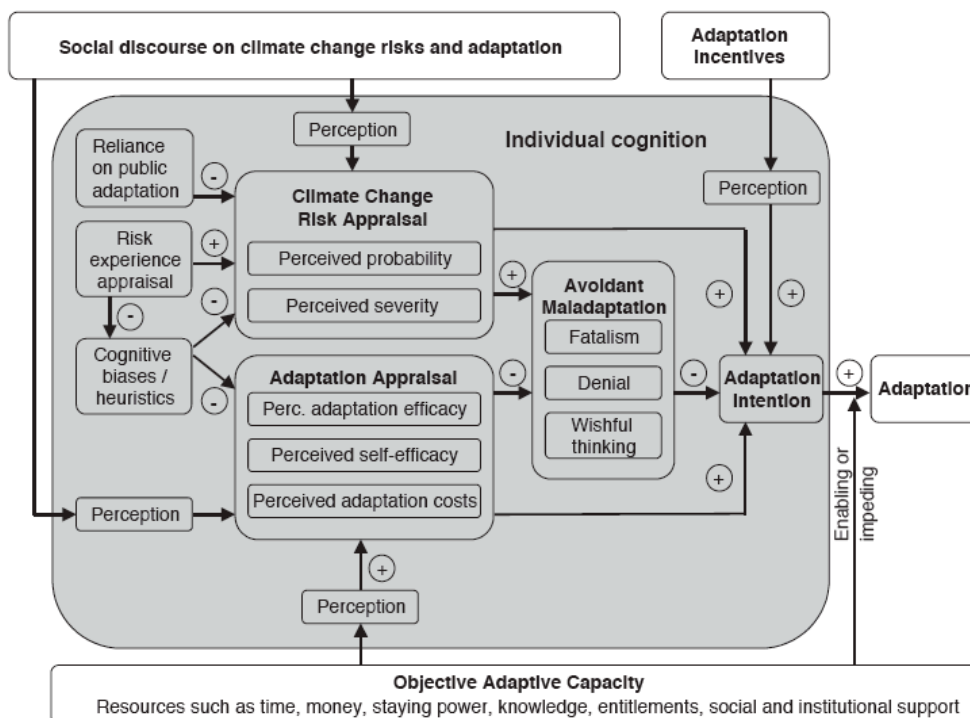 Social discourse on climate change risks and adaptation
Adaptation
Incentives
Perception
Individual cognition
Reliance
on public
adaptation
-
Climate Change
Risk Appraisal
Perception
Risk
experience
appraisal
+
Perceived probability
-
Perceived severity
+
Avoidant
Maladaptation
+
+
-
Fatalism
Cognitive
biases /
heuristics
Adaptation Appraisal
-
Denial
-
Adaptation
Intention
+
Adaptation
-
Perc. adaptation efficacy
Wishful
thinking
Perceived self-efficacy
+
Perception
Perceived adaptation costs
Enabling or
impeding
+
Perception
Objective Adaptive Capacity
Resources such as time, money, staying power, knowledge, entitlements, social and institutional support